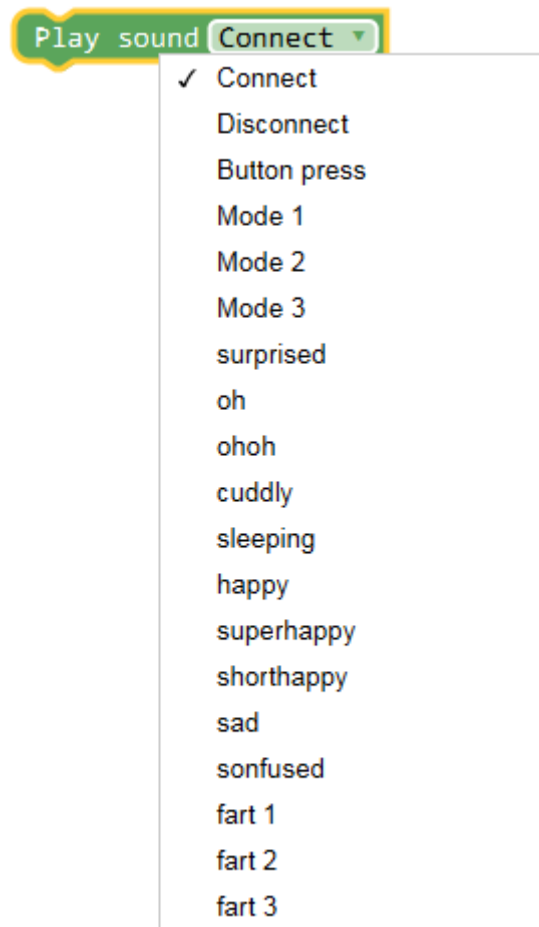 Play sound Connect
✓ Connect
Disconnect
Button press
Mode 1
Mode 2
Mode 3
surprised
oh
ohoh
cuddly
sleeping
happy
superhappy
shorthappy
sad
sonfused
fart 1
fart 2
fart 3